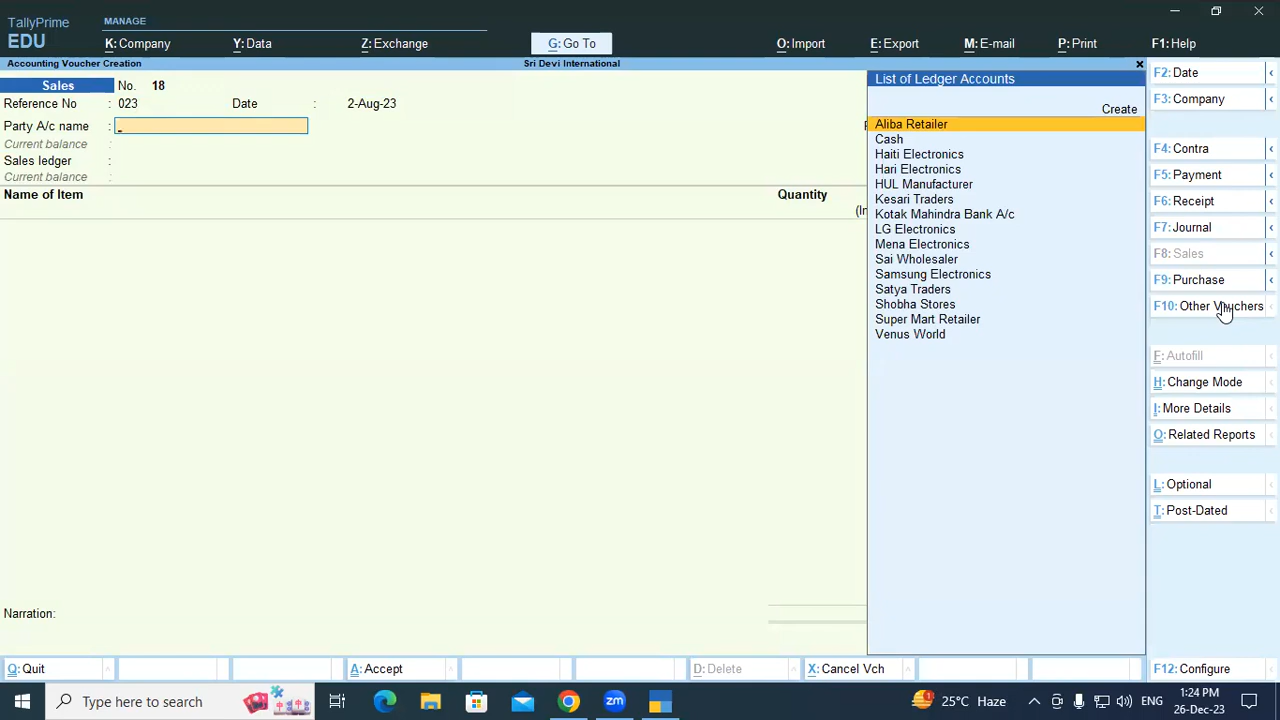 TallyPrime
MANAGE
EDU
K: Company
Y: Data
Z: Exchange
G: Go To
O: Import
E: Export
M: E-mail
P: Print
F1: Help
Accounting Voucher Creation
Sri Devi International
Sales No. 18
Reference No : 023 Date : 2-Aug-23
Party A/c name :
Current balance :
Sales ledger :
Current balance :
Name of Item
Quantity
Narration:
List of Ledger Accounts
Create
Aliba Retailer
Cash
Haiti Electronics
Hari Electronics
HUL Manufacturer
Kesari Traders
Kotak Mahindra Bank A/c
LG Electronics
Mena Electronics
Sai Wholesaler
Samsung Electronics
Satya Traders
Shobha Stores
Super Mart Retailer
Venus World
F2: Date
F3: Company
F4: Contra
F5: Payment
F6: Receipt
F7: Journal
F8: Sales
F9: Purchase
F10: Other Vouchers
F: Autofill
H: Change Mode
I: More Details
O: Related Reports
L: Optional
T: Post-Dated
Q: Quit
A: Accept
D: Delete
X: Cancel Vch
F12: Configure
Type here to search
zm
25°C Haze
ENG
1:24 PM
26-Dec-23